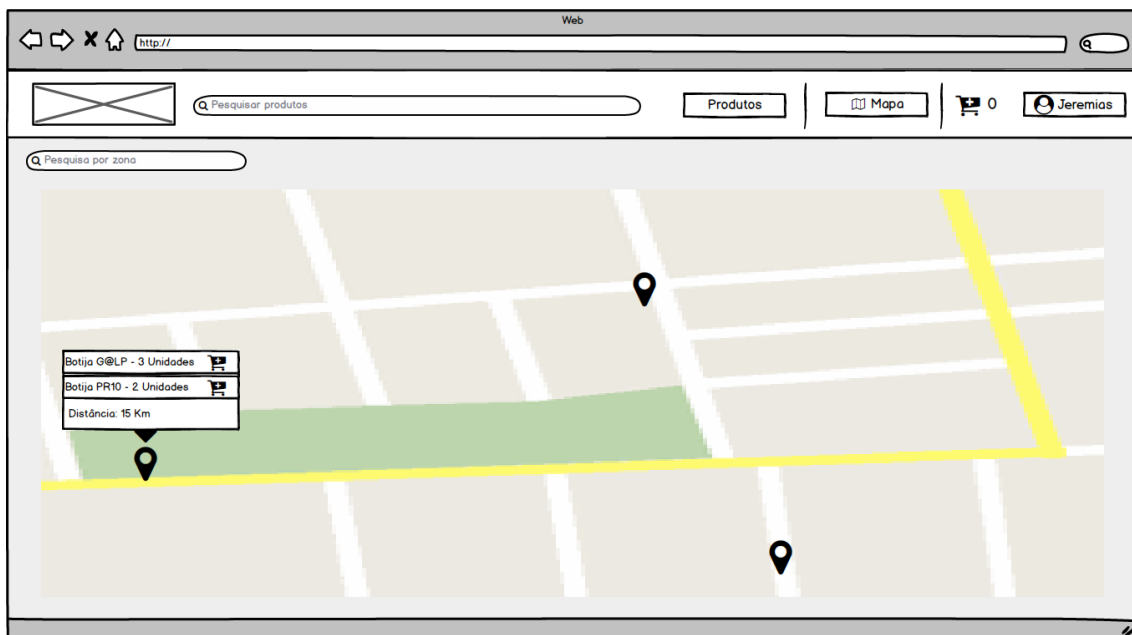 Web
http://
Pesquisar produtos
Produtos
Mapa
0
Jeremias
Pesquisa por zona
Botija G@LP - 3 Unidades
Botija PR10 - 2 Unidades
Distância: 15 Km